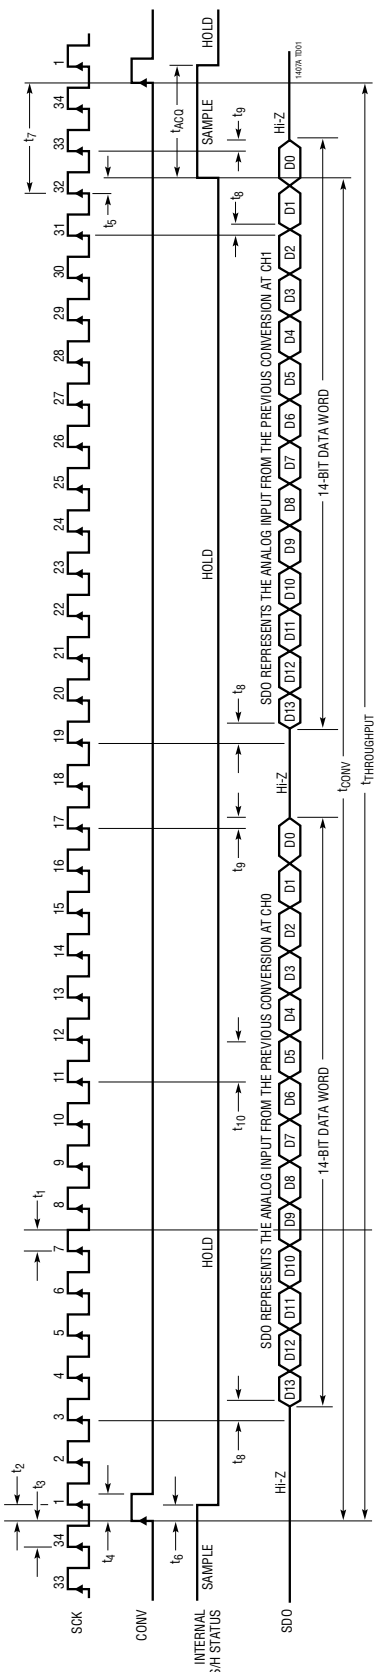 t2
t3
t1
t7
33 34 1 2 3 4 5 6 7 8 9 10 11 12 13 14 15 16 17 18 19 20 21 22 23 24 25 26 27 28 29 30 31 32 33 34 1
SCK
t4
t5
CONV
t6
tACQ
INTERNAL
S/H STATUS
SAMPLE HOLD HOLD SAMPLE HOLD
t8 t10 t9 t8 t8 t9
SDO REPRESENTS THE ANALOG INPUT FROM THE PREVIOUS CONVERSION AT CH0
SDO REPRESENTS THE ANALOG INPUT FROM THE PREVIOUS CONVERSION AT CH1
SDO
Hi-Z D13 D12 D11 D10 D9 D8 D7 D6 D5 D4 D3 D2 D1 D0 Hi-Z D13 D12 D11 D10 D9 D8 D7 D6 D5 D4 D3 D2 D1 D0 Hi-Z
1407A TD01
14-BIT DATA WORD
14-BIT DATA WORD
tCONV
tTHROUGHPUT